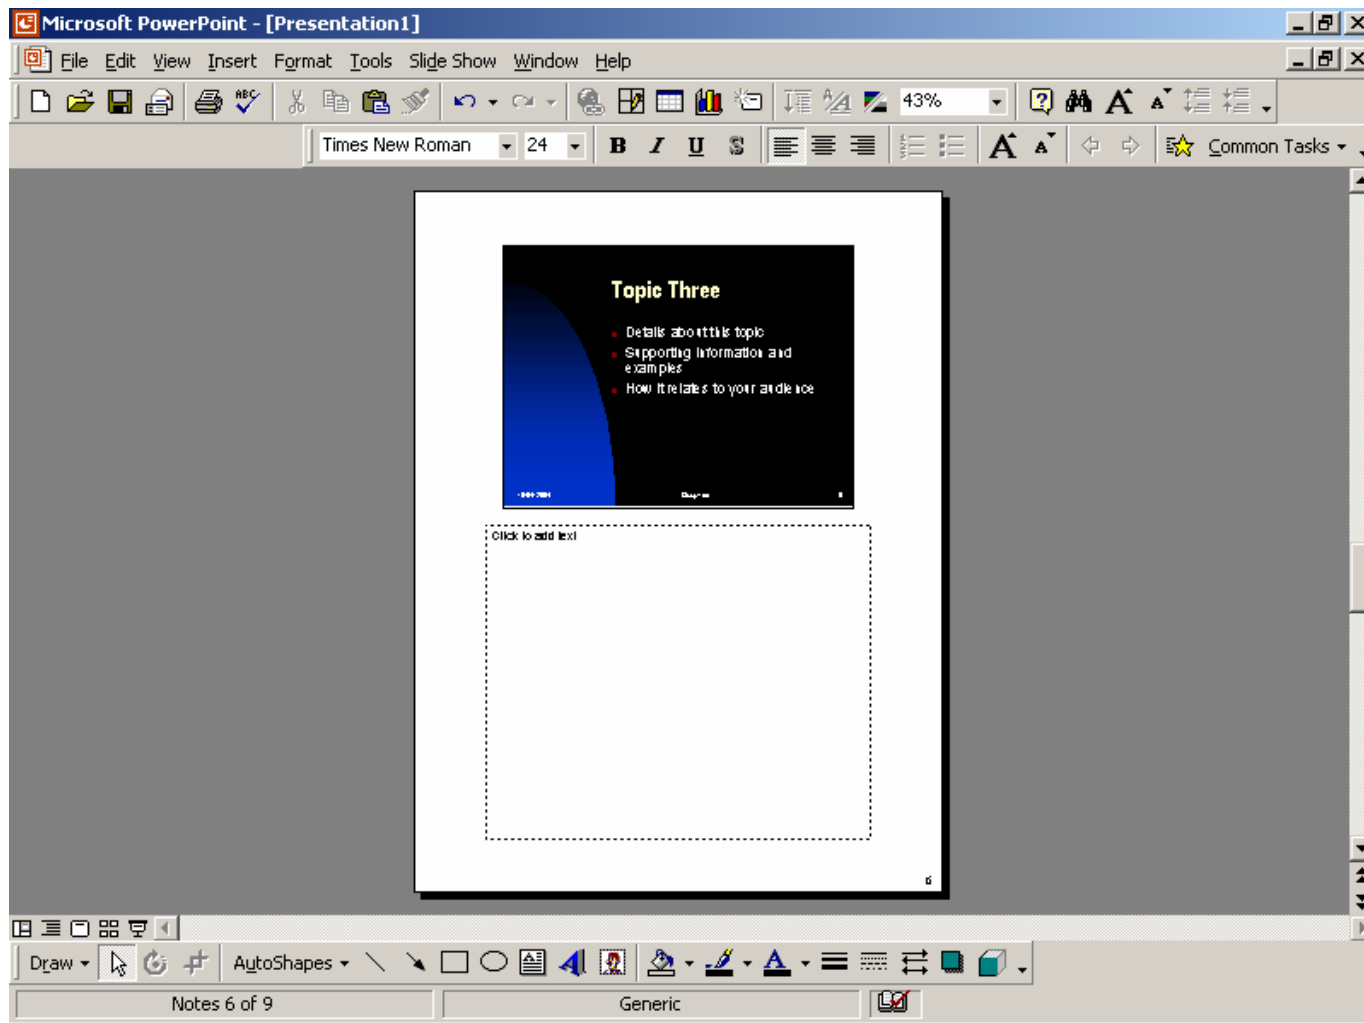 Microsoft PowerPoint - [Presentation1]
File Edit View Insert Format Tools Slide Show Window Help
ABC 43%
Times New Roman 24 B I U S Common Tasks
Topic Three
Details about this topic
Supporting information and
examples
How it relates to your audience
Click to add text
6
Draw AutoShapes
Notes 6 of 9 Generic